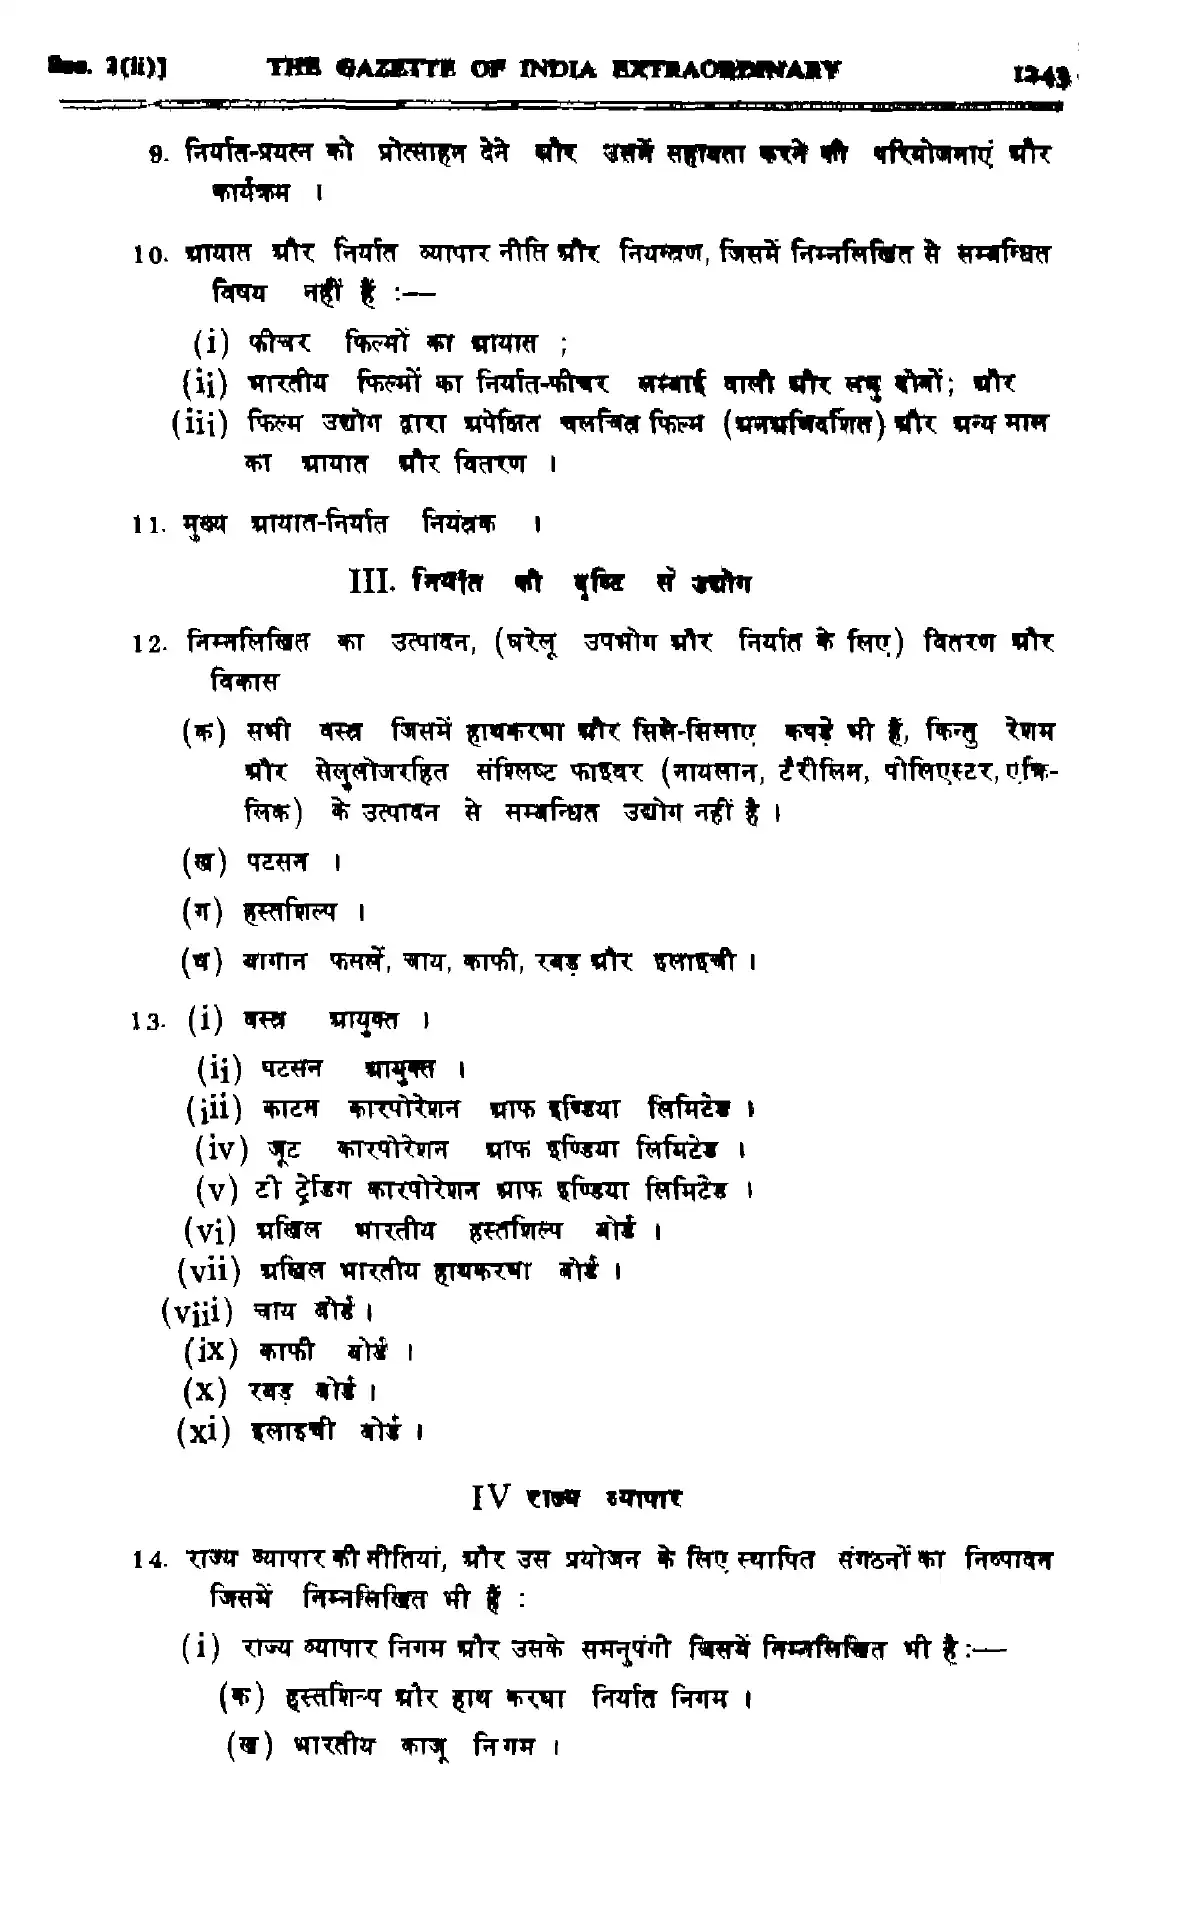 Sec. 3(ii)] THE GAZETTE OF INDIA EXTRAORDINARY 1243
9. निर्यात-प्रयत्न को प्रोत्साहन देने और उसमें सहायता करने की परियोजनाएं और
कार्यक्रम ।
10. आयात और निर्यात व्यापार नीति और नियन्त्रण, जिसमें निम्नलिखित से सम्बन्धित
विषय नहीं हैं :—
(i) फीचर फिल्मों का आयात ;
(ii) भारतीय फिल्मों का निर्यात-फीचर लम्बाई वाली और लघु दोनों; और
(iii) फिल्म उद्योग द्वारा अपेक्षित चलचित्र फिल्म (अनअभिदर्शित) और अन्य माल
का आयात और वितरण ।
11. मुख्य आयात-निर्यात नियंत्रक ।
III. निर्यात की दृष्टि से उद्योग
12. निम्नलिखित का उत्पादन, (घरेलू उपभोग और निर्यात के लिए) वितरण और
विकास
(क) सभी वस्त्र जिसमें हाथकरघा और सिले-सिलाए कपड़े भी हैं, किन्तु रेशम
और सेलुलोजरहित संश्लिष्ट फाइबर (नायलान, टैरीलिन, पोलिएस्टर, एक्रि-
लिक) के उत्पादन से सम्बन्धित उद्योग नहीं है ।
(ख) पटसन ।
(ग) हस्तशिल्प ।
(घ) बागान फसलें, चाय, काफी, रबड़ और इलाइची ।
13. (i) वस्त्र आयुक्त ।
(ii) पटसन आयुक्त ।
(iii) काटन कारपोरेशन आफ इण्डिया लिमिटेड ।
(iv) जूट कारपोरेशन आफ इण्डिया लिमिटेड ।
(v) टी ट्रेडिंग कारपोरेशन आफ इण्डिया लिमिटेड ।
(vi) अखिल भारतीय हस्तशिल्प बोर्ड ।
(vii) अखिल भारतीय हाथकरघा बोर्ड ।
(viii) चाय बोर्ड ।
(ix) काफी बोर्ड ।
(x) रबड़ बोर्ड ।
(xi) इलाइची बोर्ड ।
IV राज्य व्यापार
14. राज्य व्यापार की नीतियां, और उस प्रयोजन के लिए स्थापित संगठनों का निष्पादन
जिसमें निम्नलिखित भी हैं :
(i) राज्य व्यापार निगम और उसके समनुषंगी जिसमें निम्नलिखित भी है :—
(क) हस्तशिल्प और हाथ करघा निर्यात निगम ।
(ख) भारतीय काजू निगम ।